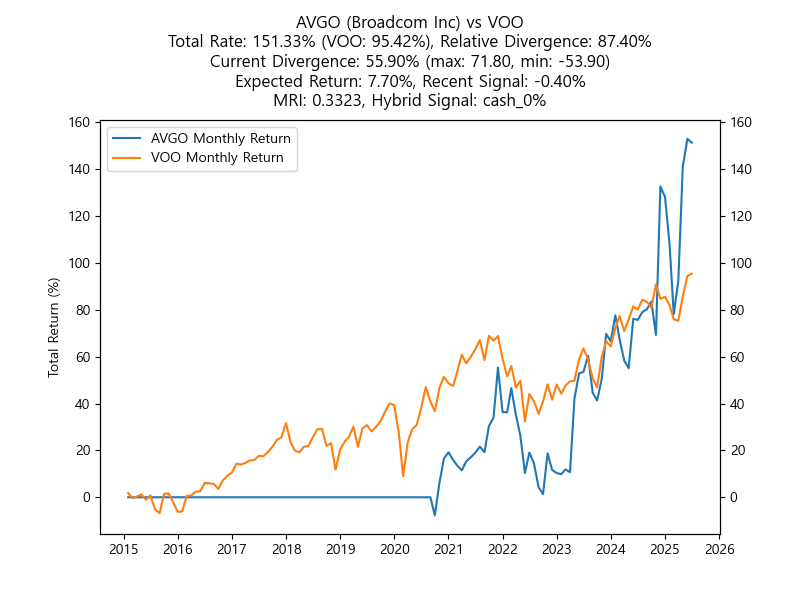 AVGO (Broadcom Inc) vs VOO
Total Rate: 151.33% (VOO: 95.42%), Relative Divergence: 87.40%
Current Divergence: 55.90% (max: 71.80, min: -53.90)
Expected Return: 7.70%, Recent Signal: -0.40%
MRI: 0.3323, Hybrid Signal: cash_0%
AVGO Monthly Return
VOO Monthly Return
Total Return (%)
160
140
120
100
80
60
40
20
0
160
140
120
100
80
60
40
20
0
2015 2016 2017 2018 2019 2020 2021 2022 2023 2024 2025 2026